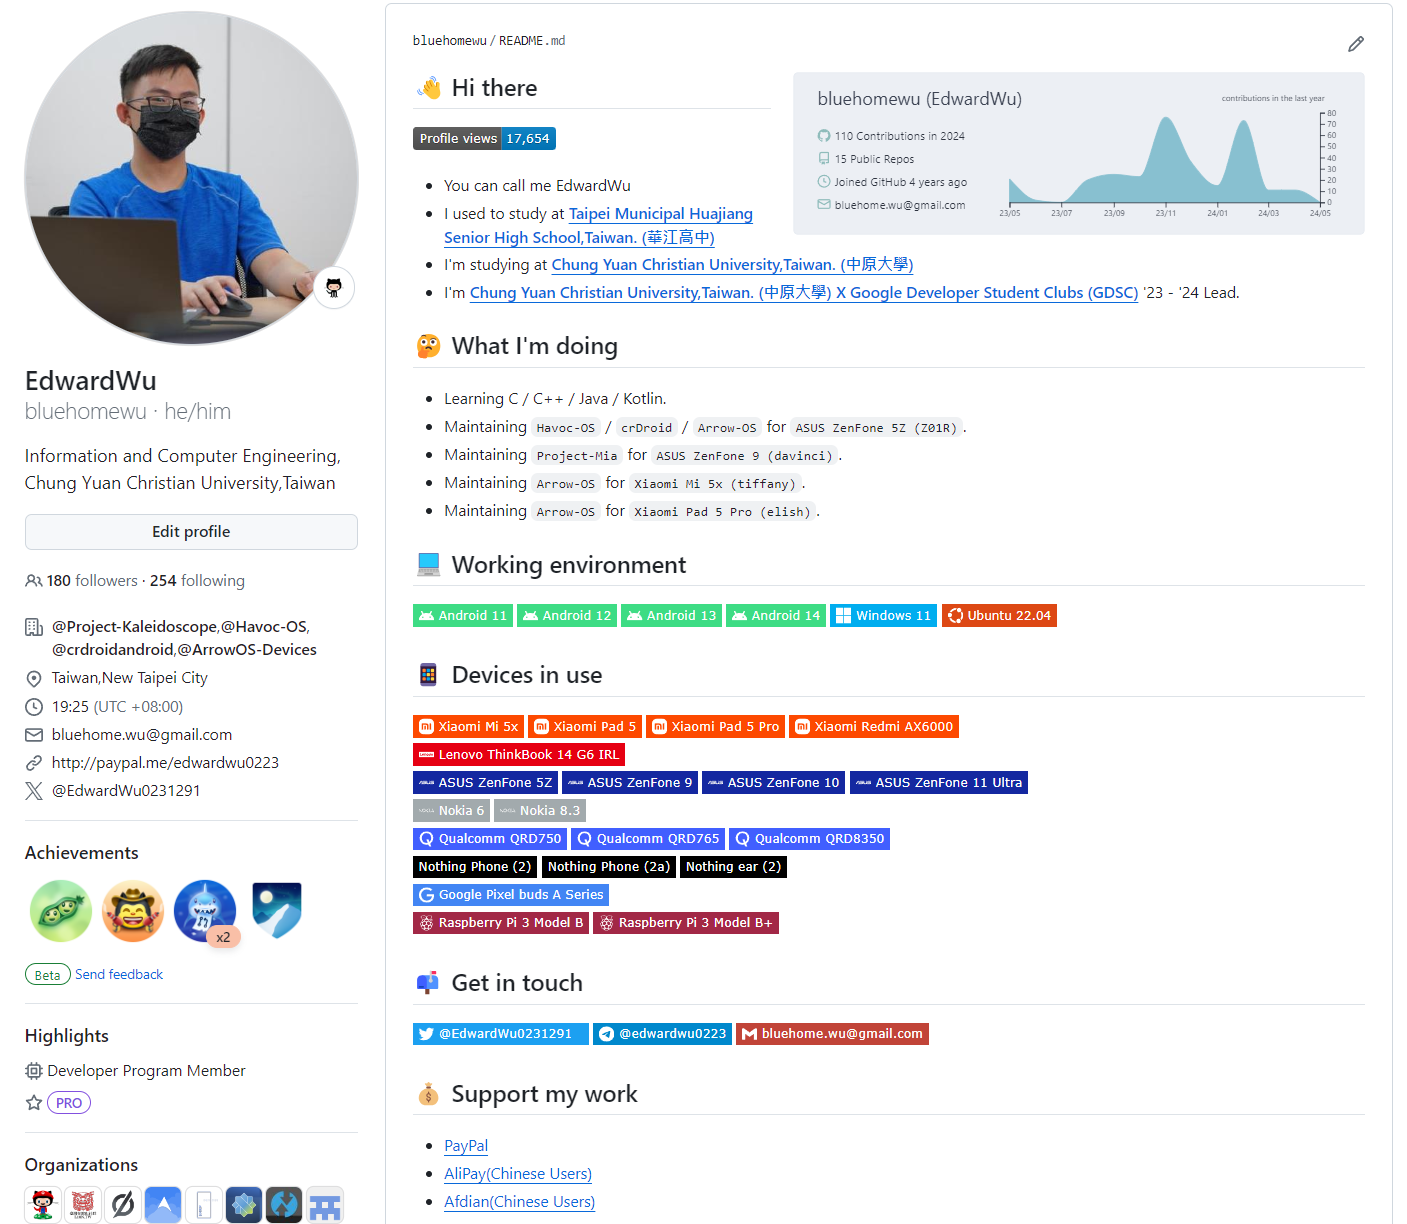 EdwardWu
bluehomewu · he/him
Information and Computer Engineering,
Chung Yuan Christian University,Taiwan
Edit profile
180 followers · 254 following
@Project-Kaleidoscope,@Havoc-OS,
@crdroidandroid,@ArrowOS-Devices
Taiwan,New Taipei City
19:25 (UTC +08:00)
bluehome.wu@gmail.com
http://paypal.me/edwardwu0223
@EdwardWu0231291
Achievements
x2
Beta Send feedback
Highlights
Developer Program Member
PRO
Organizations
bluehomewu/README.md
👋 Hi there
Profile views 17,654
• You can call me EdwardWu
• I used to study at Taipei Municipal Huajiang
Senior High School,Taiwan. (華江高中)
• I'm studying at Chung Yuan Christian University,Taiwan. (中原大學)
• I'm Chung Yuan Christian University,Taiwan. (中原大學) X Google Developer Student Clubs (GDSC) '23 - '24 Lead.
bluehomewu (EdwardWu)
110 Contributions in 2024
15 Public Repos
Joined GitHub 4 years ago
bluehome.wu@gmail.com
contributions in the last year
80
70
60
50
40
30
20
10
0
23/05 23/07 23/09 23/11 24/01 24/03 24/05
🤔 What I'm doing
• Learning C / C++ / Java / Kotlin.
• Maintaining Havoc-OS / crDroid / Arrow-OS for ASUS ZenFone 5Z (Z01R).
• Maintaining Project-Mia for ASUS ZenFone 9 (davinci).
• Maintaining Arrow-OS for Xiaomi Mi 5x (tiffany).
• Maintaining Arrow-OS for Xiaomi Pad 5 Pro (elish).
💻 Working environment
Android 11 Android 12 Android 13 Android 14 Windows 11 Ubuntu 22.04
📱 Devices in use
Xiaomi Mi 5x Xiaomi Pad 5 Xiaomi Pad 5 Pro Xiaomi Redmi AX6000
Lenovo ThinkBook 14 G6 IRL
ASUS ZenFone 5Z ASUS ZenFone 9 ASUS ZenFone 10 ASUS ZenFone 11 Ultra
Nokia 6 Nokia 8.3
Qualcomm QRD750 Qualcomm QRD765 Qualcomm QRD8350
Nothing Phone (2) Nothing Phone (2a) Nothing ear (2)
Google Pixel buds A Series
Raspberry Pi 3 Model B Raspberry Pi 3 Model B+
📬 Get in touch
@EdwardWu0231291 @edwardwu0223 bluehome.wu@gmail.com
💰 Support my work
• PayPal
• AliPay(Chinese Users)
• Afdian(Chinese Users)